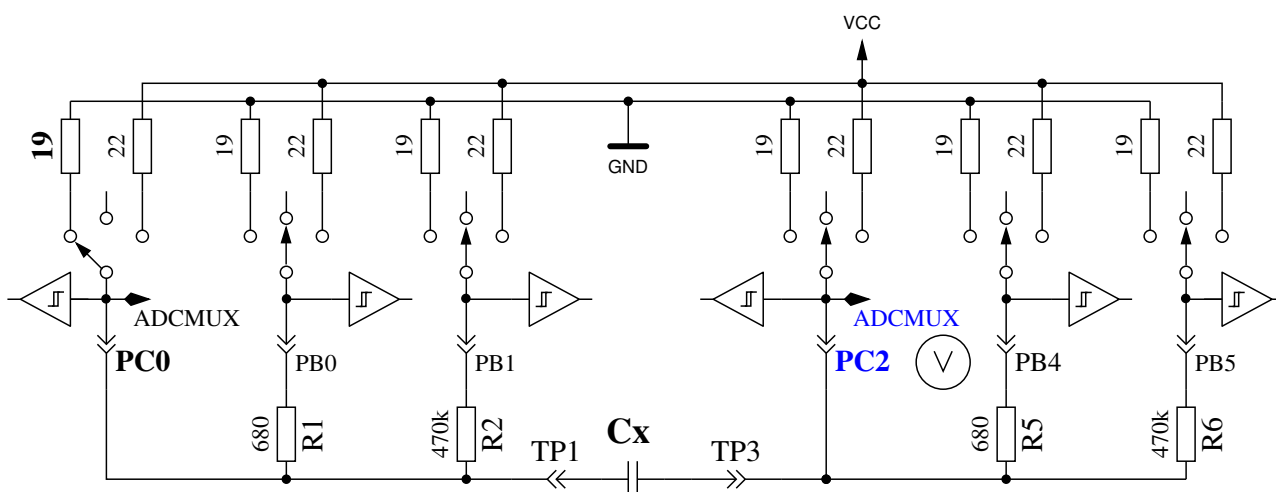 VCC
19 22 19 22 19 22 19 22 19 22 19 22
GND
ADCMUX ADCMUX
PC0 PB0 PB1 PC2 V PB4 PB5
680 R1 470k R2 680 R5 470k R6
TP1 Cx TP3